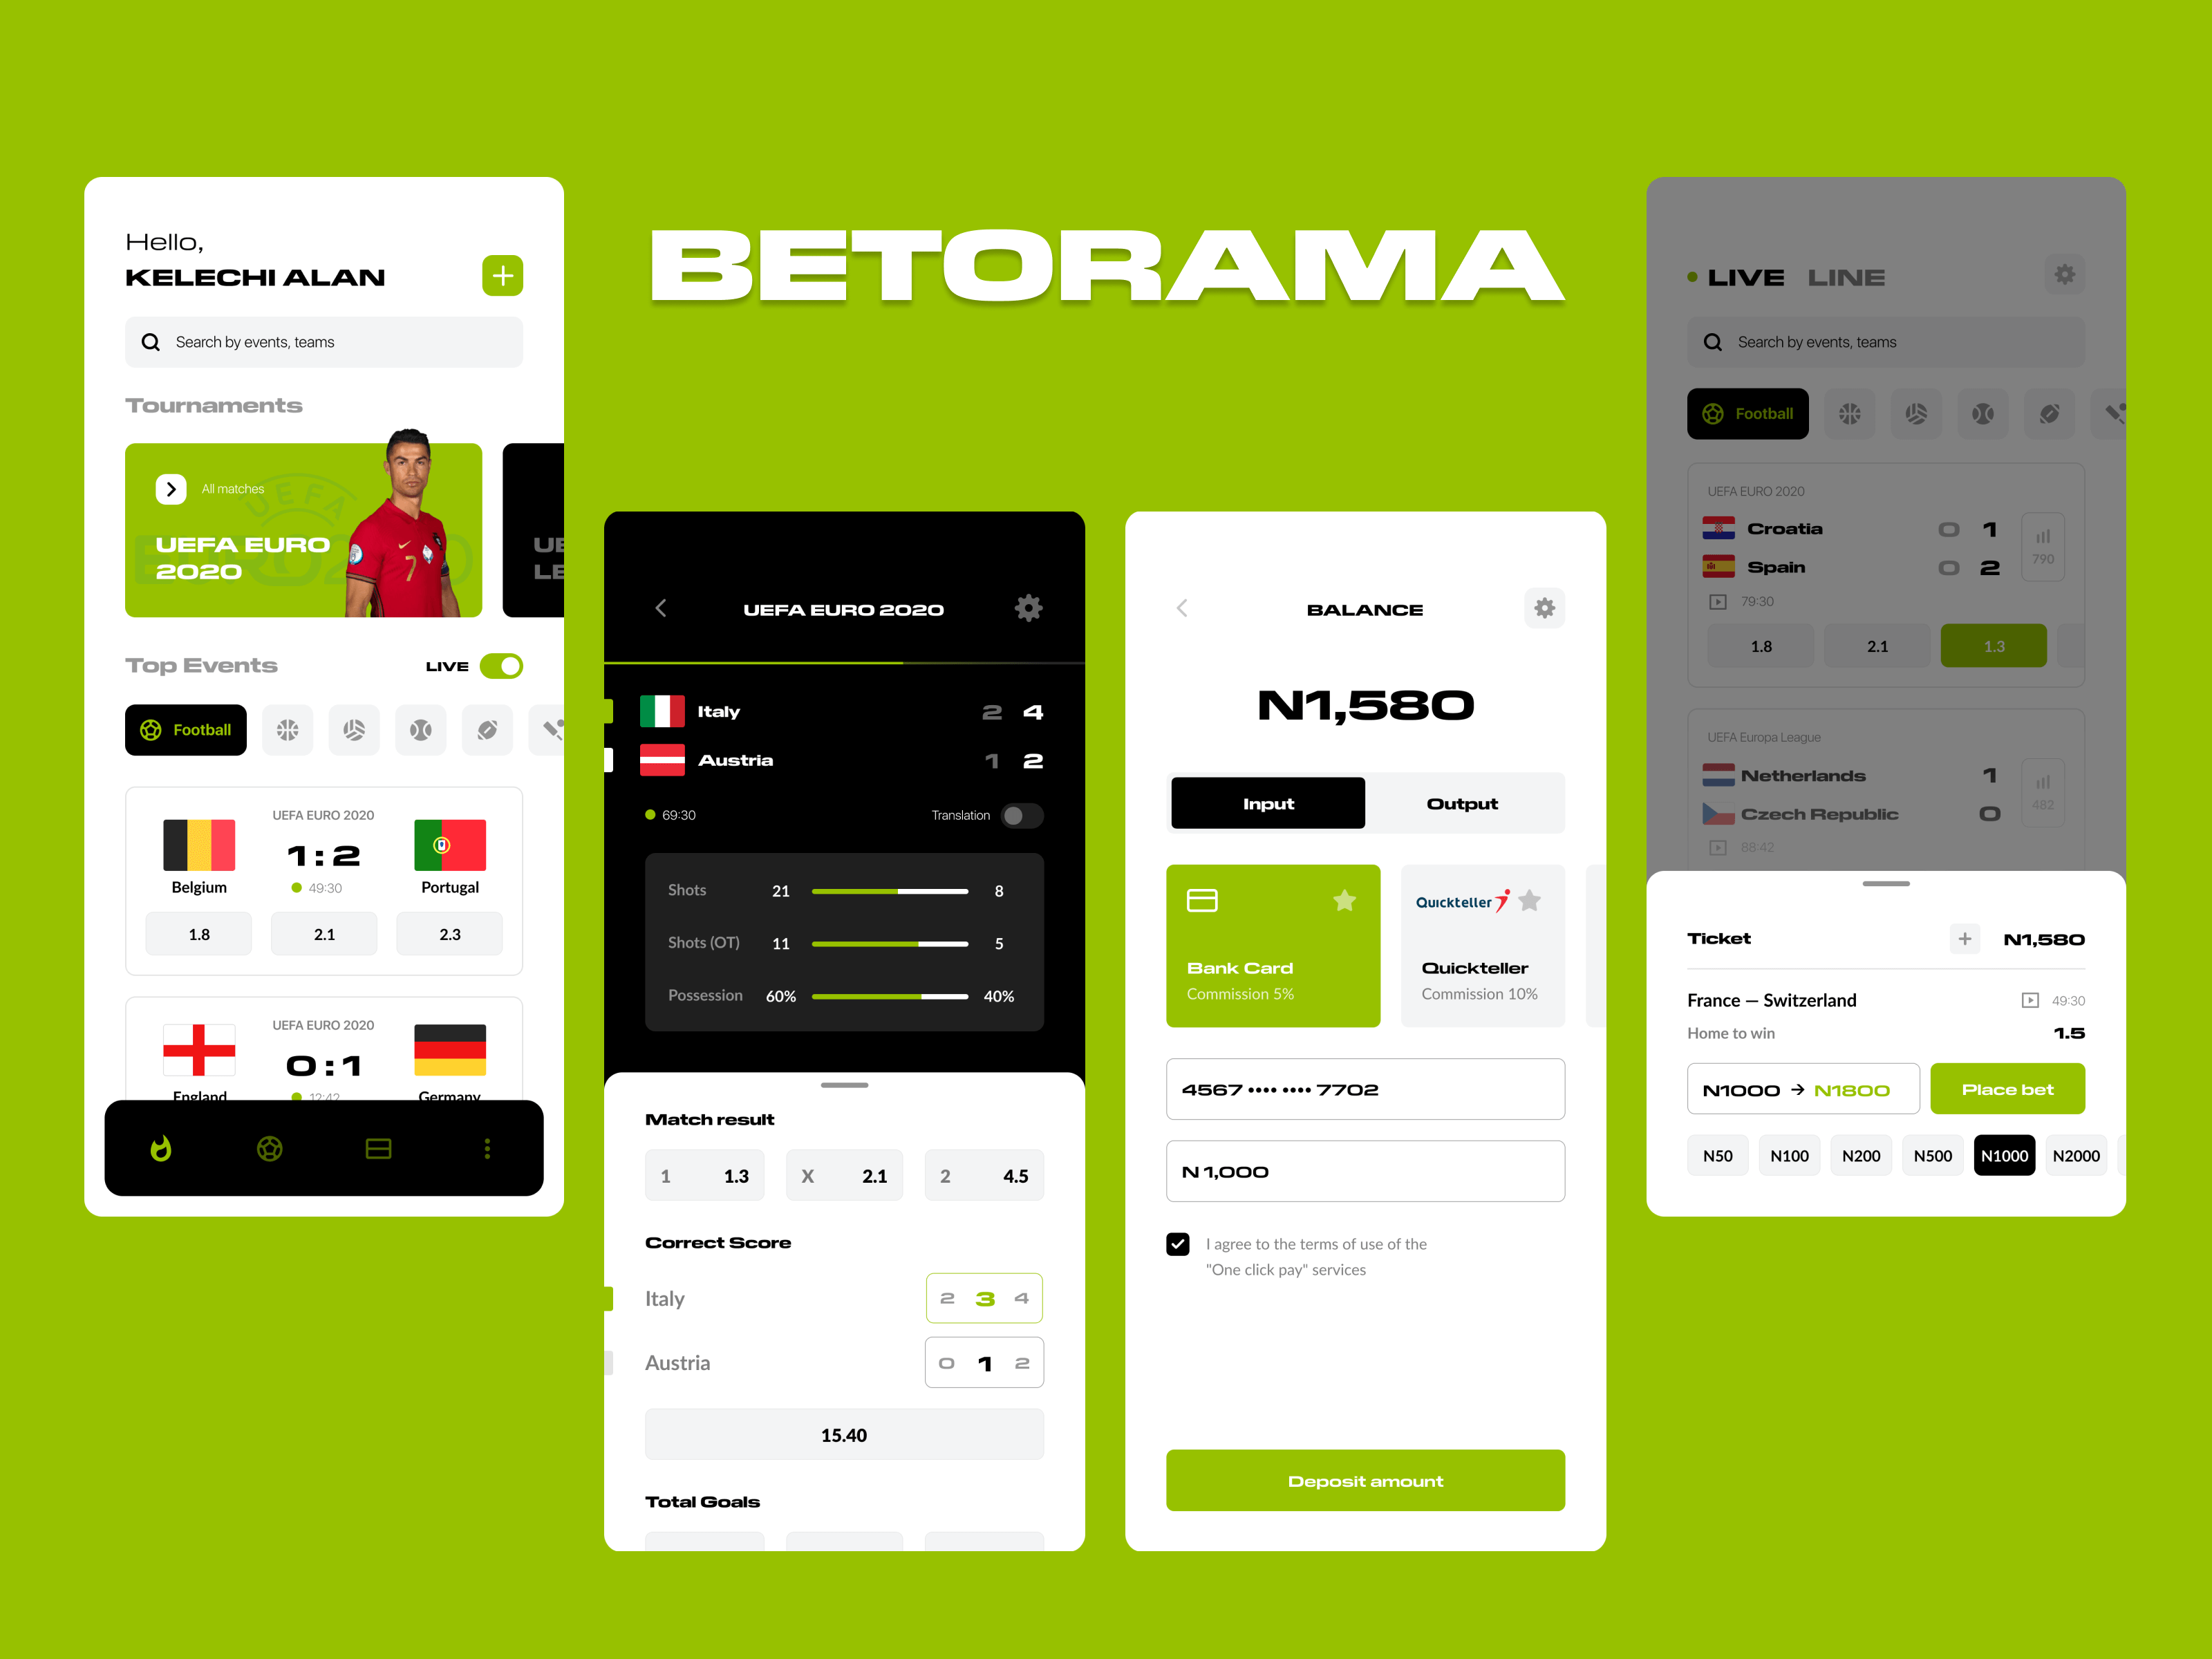 BETORAMA
Hello,
KELECHI ALAN
Search by events, teams
Tournaments
All matches
UEFA
UEFA EURO
2020
7
UE
LE
Top Events
LIVE
Football
UEFA EURO 2020
1:2
49:30
Belgium
Portugal
1.8
2.1
2.3
UEFA EURO 2020
0:1
12:42
England
Germany
UEFA EURO 2020
Italy 2 4
Austria 1 2
69:30
Translation
Shots 21 8
Shots (OT) 11 5
Possession 60% 40%
Match result
1 1.3
X 2.1
2 4.5
Correct Score
Italy 2 3 4
Austria 0 1 2
15.40
Total Goals
BALANCE
N1,580
Input
Output
Quickteller
Bank Card
Commission 5%
Quickteller
Commission 10%
4567 •••• •••• 7702
N 1,000
I agree to the terms of use of the
"One click pay" services
Deposit amount
LIVE LINE
Search by events, teams
Football
UEFA EURO 2020
Croatia 0 1
Spain 0 2
790
79:30
1.8
2.1
1.3
UEFA Europa League
Netherlands 1
Czech Republic 0
482
88:42
Ticket
+
N1,580
France — Switzerland
49:30
Home to win
1.5
N1000 → N1800
Place bet
N50
N100
N200
N500
N1000
N2000